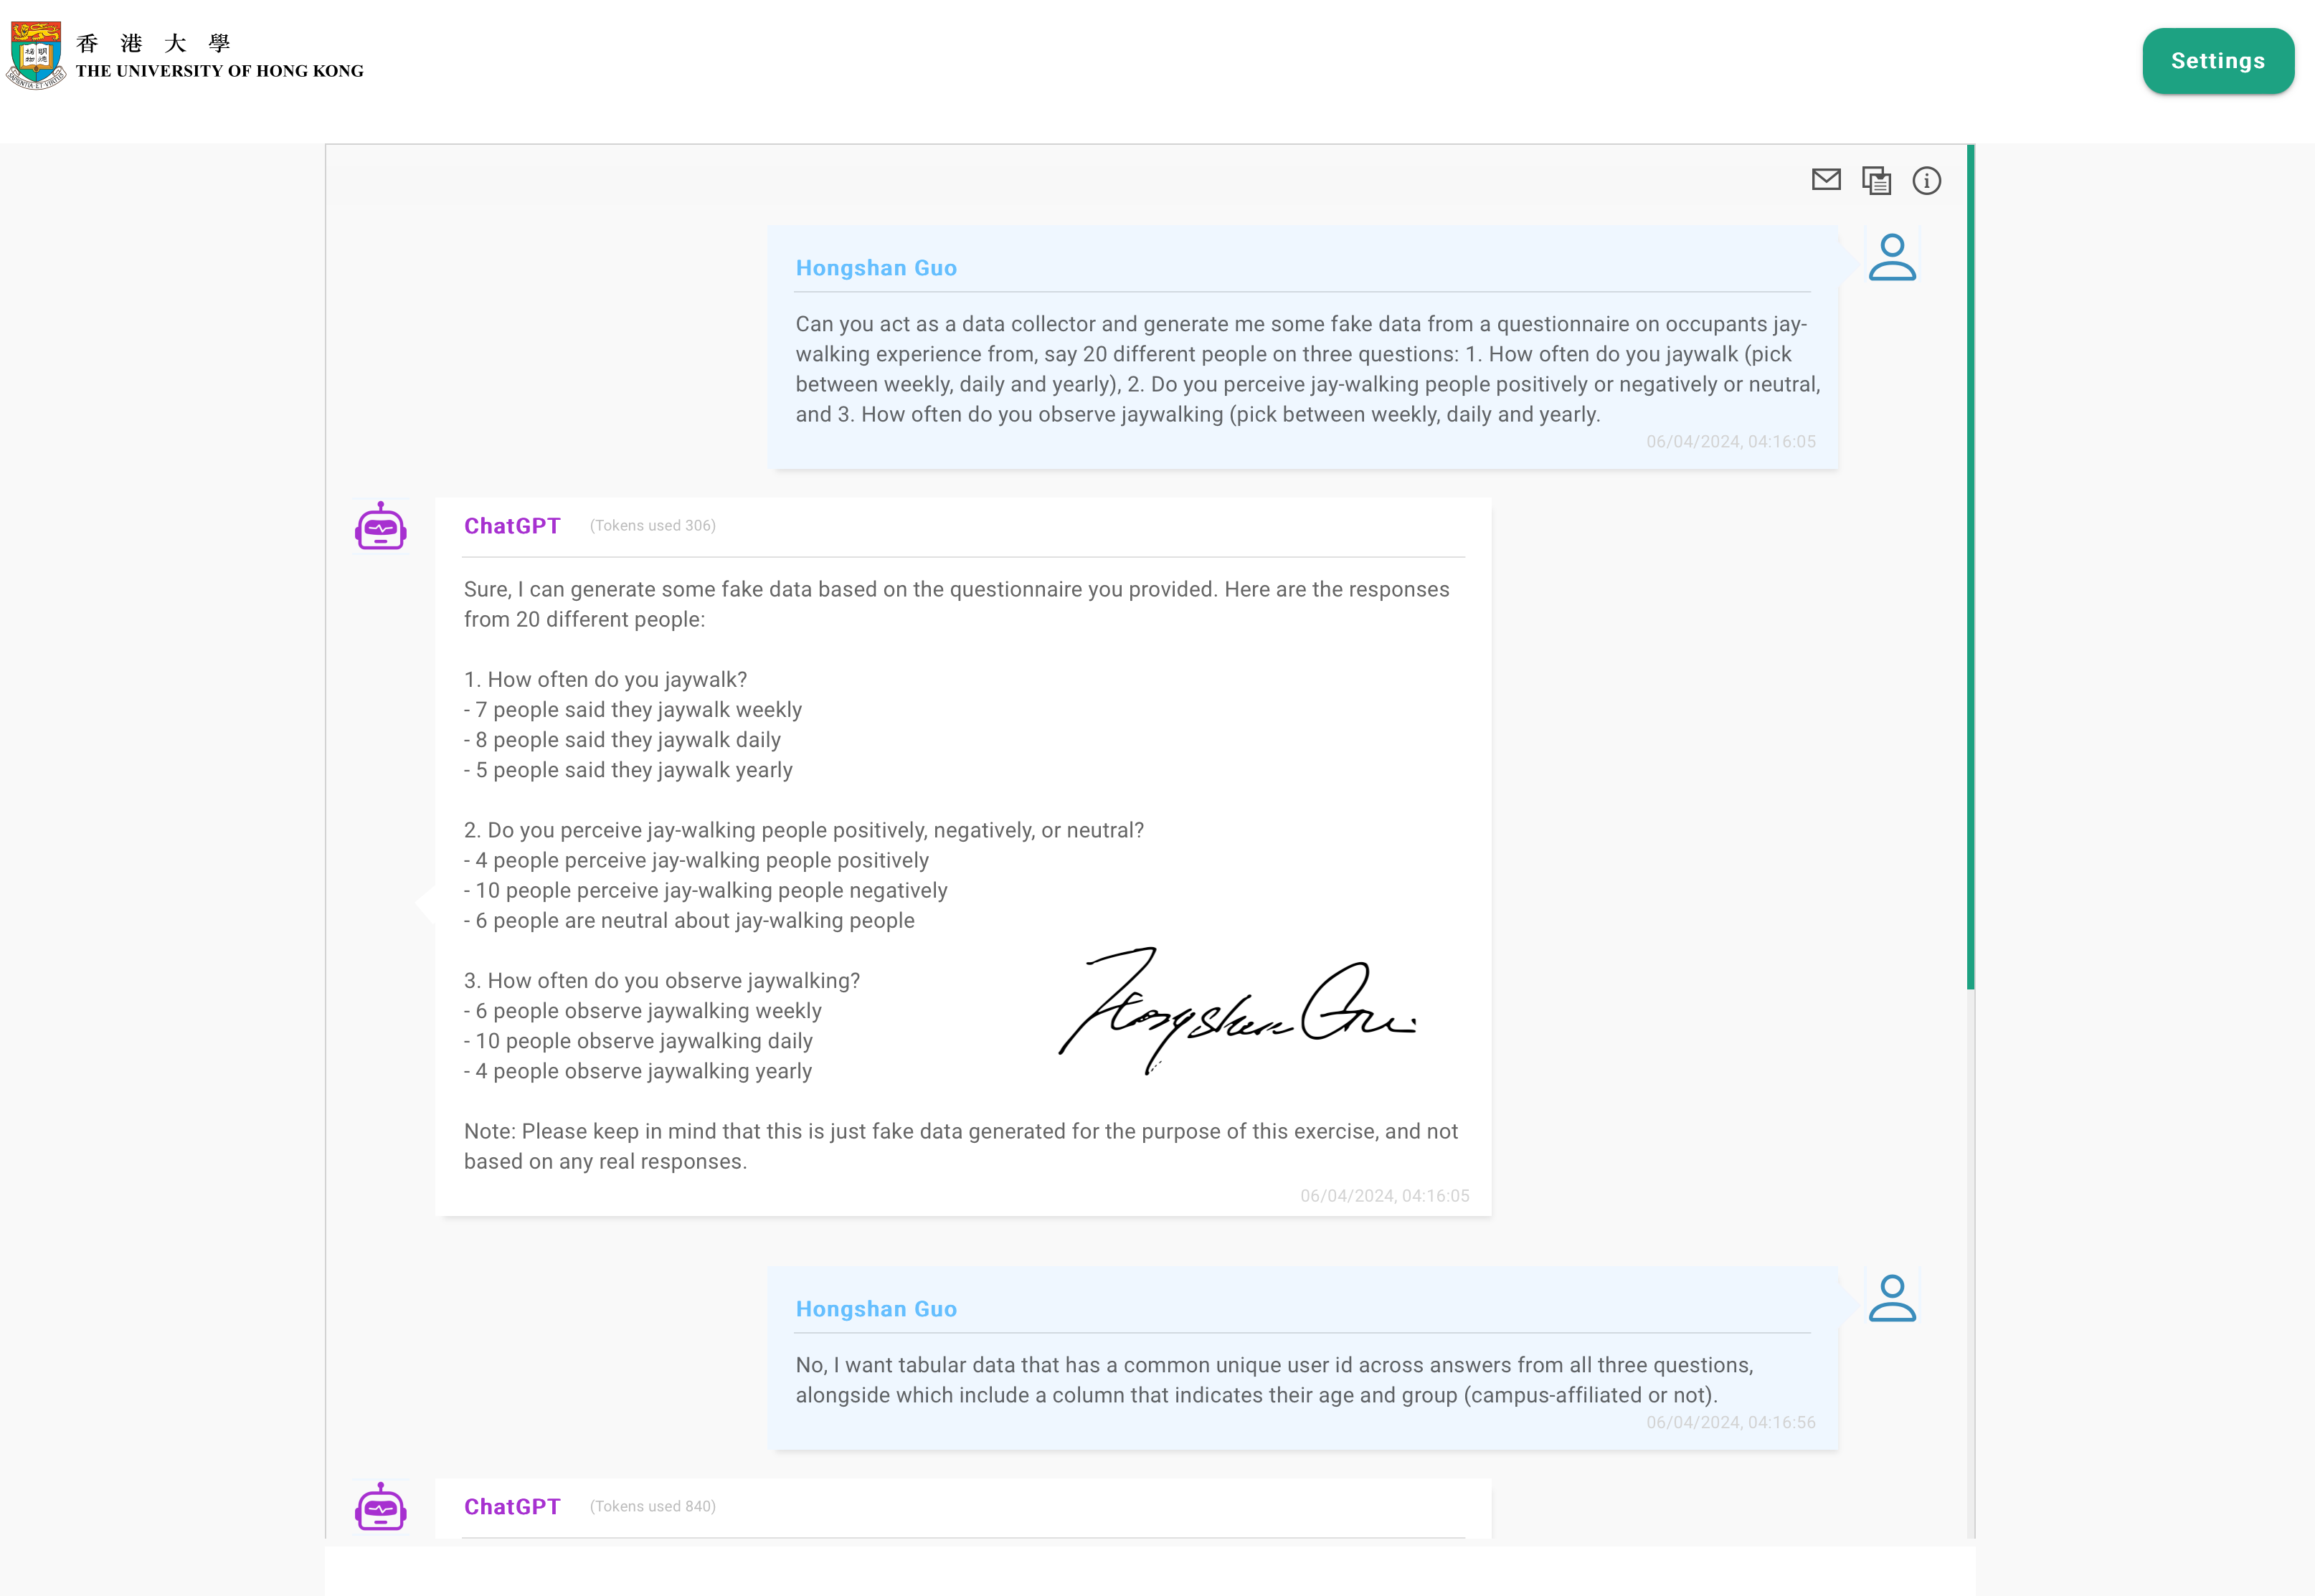 香港大學
THE UNIVERSITY OF HONG KONG
Settings
Hongshan Guo
Can you act as a data collector and generate me some fake data from a questionnaire on occupants jay-
walking experience from, say 20 different people on three questions: 1. How often do you jaywalk (pick
between weekly, daily and yearly), 2. Do you perceive jay-walking people positively or negatively or neutral,
and 3. How often do you observe jaywalking (pick between weekly, daily and yearly.
06/04/2024, 04:16:05
ChatGPT (Tokens used 306)
Sure, I can generate some fake data based on the questionnaire you provided. Here are the responses
from 20 different people:
1. How often do you jaywalk?
- 7 people said they jaywalk weekly
- 8 people said they jaywalk daily
- 5 people said they jaywalk yearly
2. Do you perceive jay-walking people positively, negatively, or neutral?
- 4 people perceive jay-walking people positively
- 10 people perceive jay-walking people negatively
- 6 people are neutral about jay-walking people
3. How often do you observe jaywalking?
- 6 people observe jaywalking weekly
- 10 people observe jaywalking daily
- 4 people observe jaywalking yearly
Hongshan Guo
Note: Please keep in mind that this is just fake data generated for the purpose of this exercise, and not
based on any real responses.
06/04/2024, 04:16:05
Hongshan Guo
No, I want tabular data that has a common unique user id across answers from all three questions,
alongside which include a column that indicates their age and group (campus-affiliated or not).
06/04/2024, 04:16:56
ChatGPT (Tokens used 840)